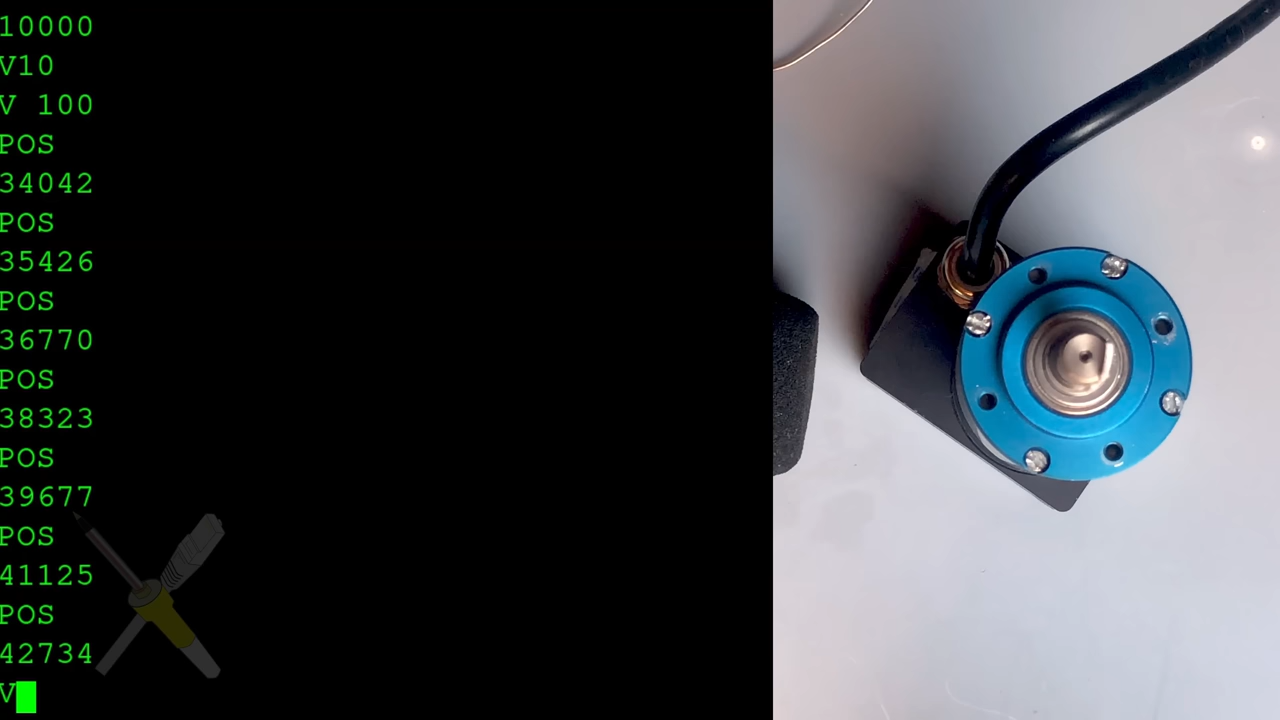 10000
V10
V 100
POS
34042
POS
35426
POS
36770
POS
38323
POS
39677
POS
41125
POS
42734
V